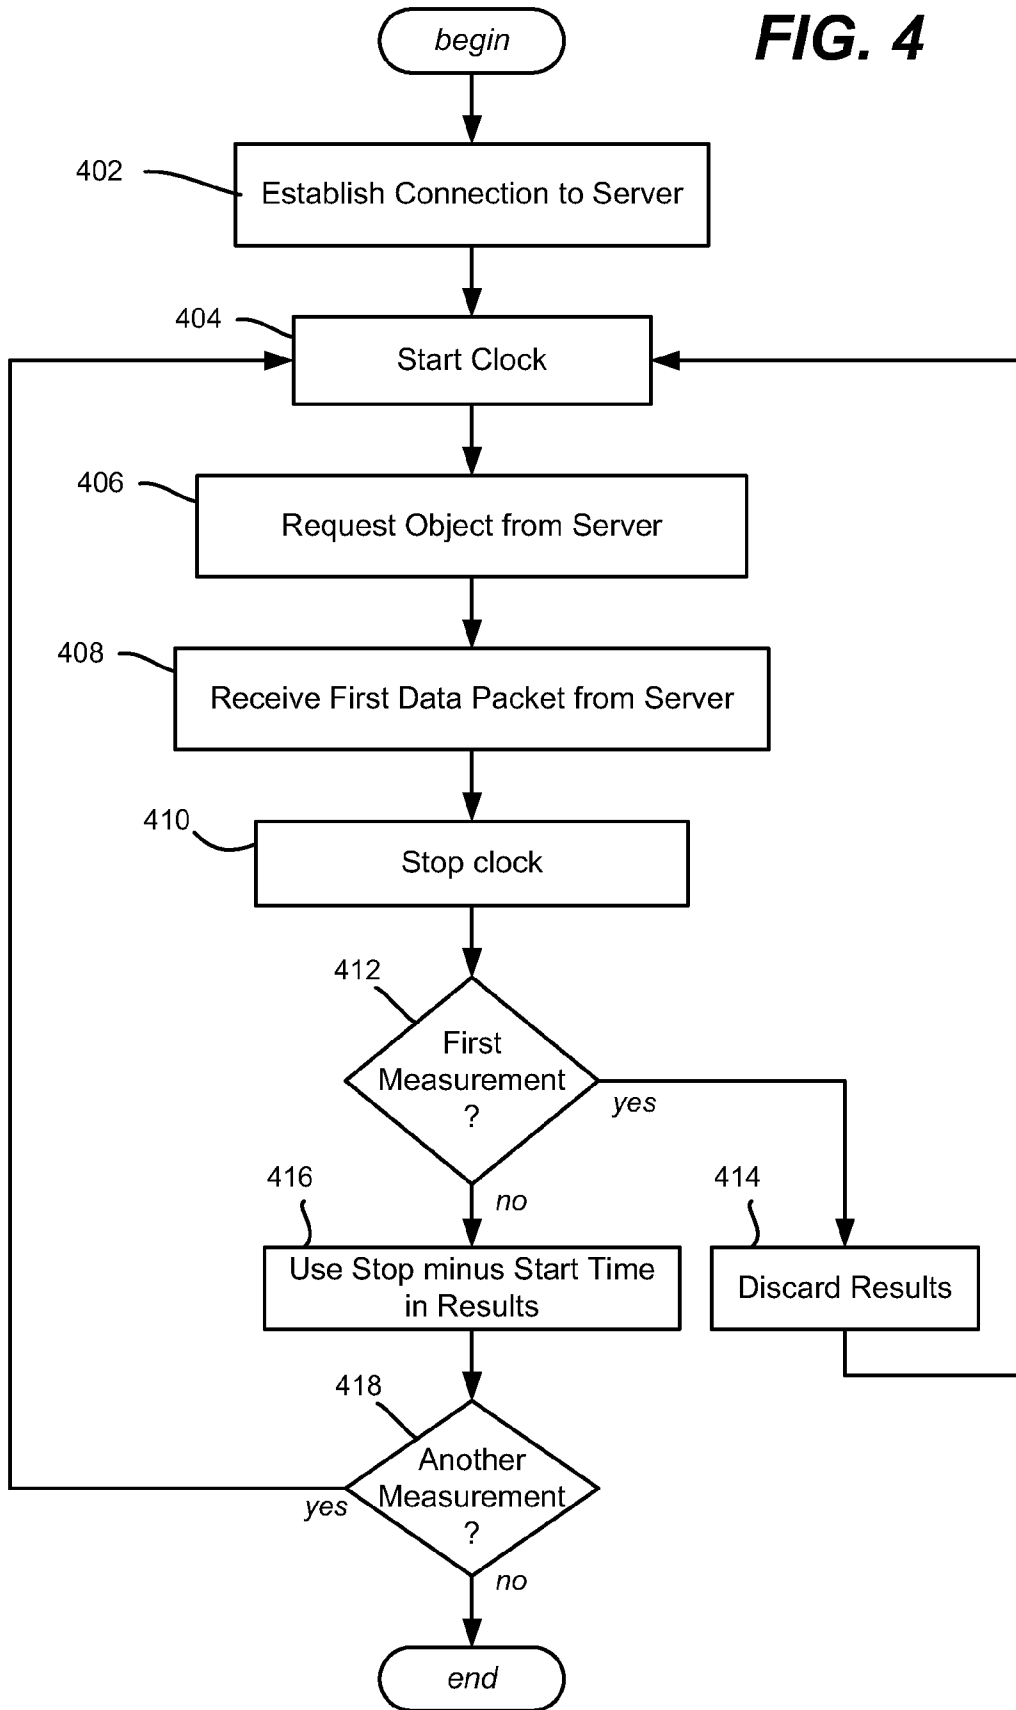 begin
FIG. 4
402
Establish Connection to Server
404
Start Clock
406
Request Object from Server
408
Receive First Data Packet from Server
410
Stop clock
412
First
Measurement
?
yes
no
416
Use Stop minus Start Time
in Results
414
Discard Results
418
Another
Measurement
?
yes
no
end